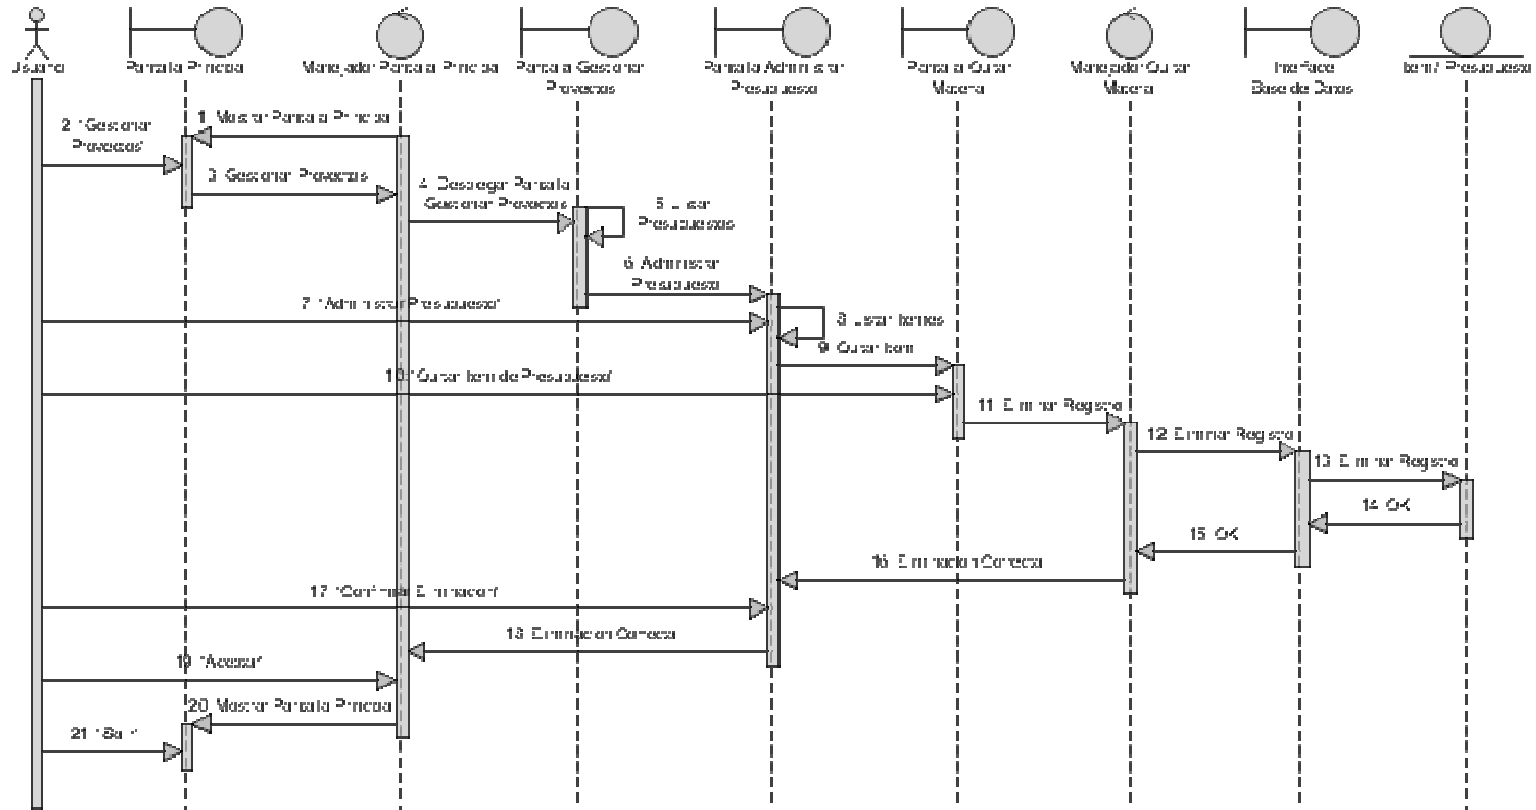 Usuario
Pantalla Principal
Manejador Pantalla Principal
Pantalla Gestionar
Proyectos
Pantalla Administrar
Presupuesto
Pantalla Quitar
Material
Manejador Quitar
Material
Interface
Base de Datos
Item/ Presupuesto
1 Mostrar Pantalla Principal
2 "Gestionar
Proyectos"
3 Gestionar Proyectos
4 Desplegar Pantalla
Gestionar Proyectos
5 Listar
Presupuestos
6 Administrar
Presupuesto
7 "Administrar Presupuesto"
8 Listar Items
9 Quitar Item
10 "Quitar Item de Presupuesto"
11 Eliminar Registro
12 Eliminar Registro
13 Eliminar Registro
14 OK
15 OK
16 Eliminacion Correcta
17 "Confirmar Eliminacion"
18 Eliminacion Correcta
19 "Aceptar"
20 Mostrar Pantalla Principal
21 "Salir"